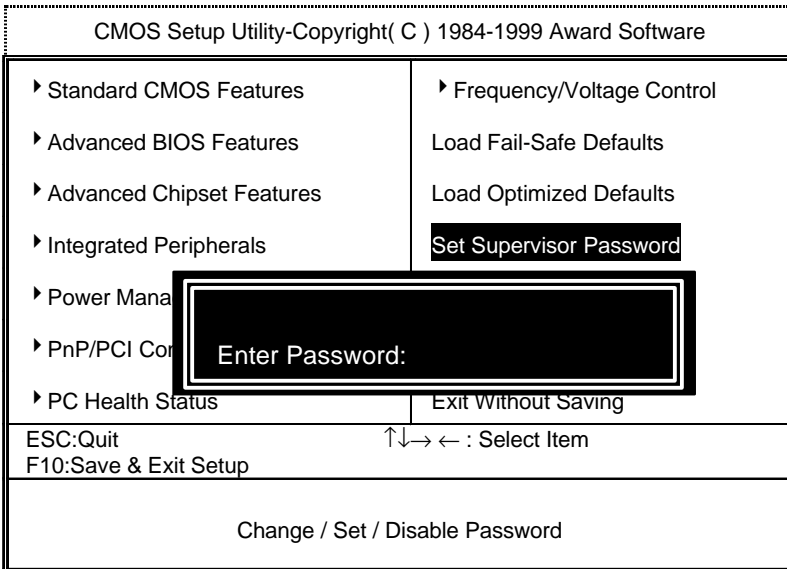 CMOS Setup Utility-Copyright( C ) 1984-1999 Award Software
Standard CMOS Features
Advanced BIOS Features
Advanced Chipset Features
Integrated Peripherals
Power Mana
PnP/PCI Con
PC Health Status
Frequency/Voltage Control
Load Fail-Safe Defaults
Load Optimized Defaults
Set Supervisor Password
Exit Without Saving
Enter Password:
ESC:Quit ↑↓→ ← : Select Item
F10:Save & Exit Setup
Change / Set / Disable Password